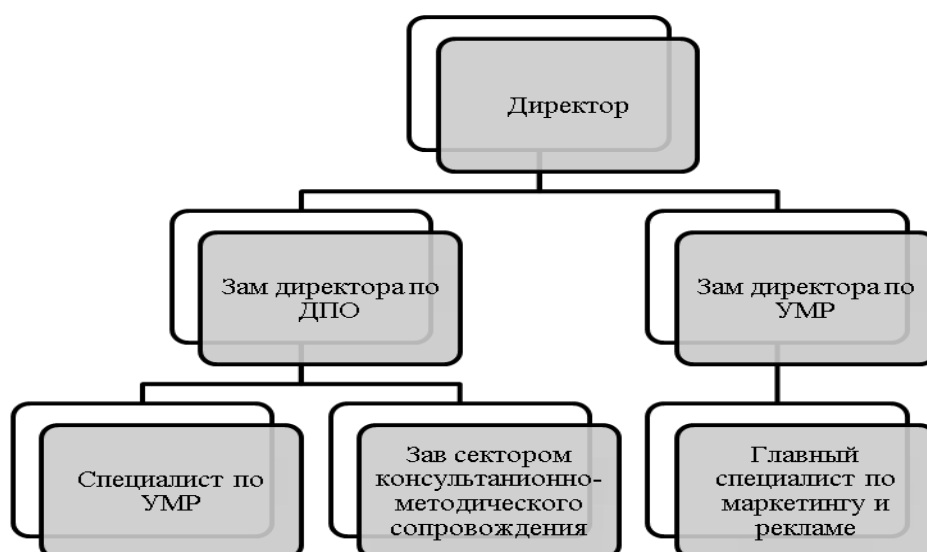 Директор
Зам директора по
ДПО
Зам директора по
УМР
Специалист по
УМР
Зав сектором
консультанионно-
методического
сопровождения
Главный
специалист по
маркетингу и
рекламе